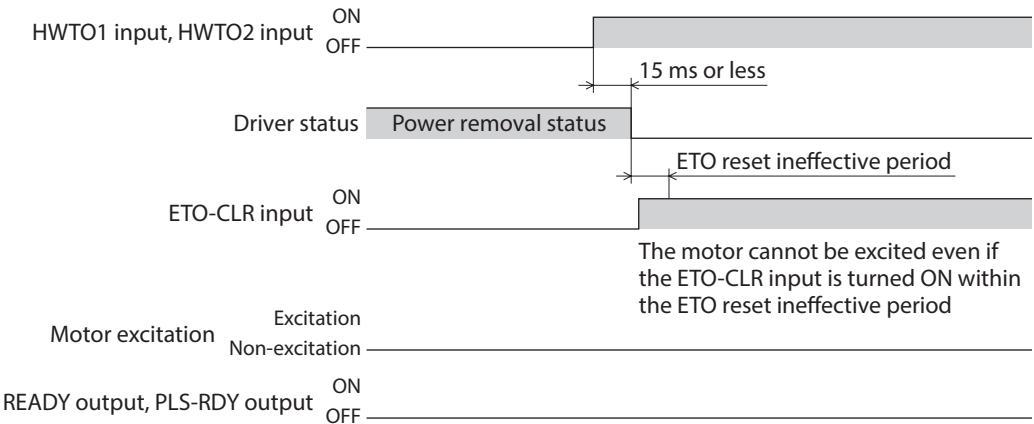 HWTO1 input, HWTO2 input
ON
OFF
15 ms or less
Driver status
Power removal status
ETO reset ineffective period
ETO-CLR input
ON
OFF
The motor cannot be excited even if
the ETO-CLR input is turned ON within
the ETO reset ineffective period
Motor excitation
Excitation
Non-excitation
READY output, PLS-RDY output
ON
OFF